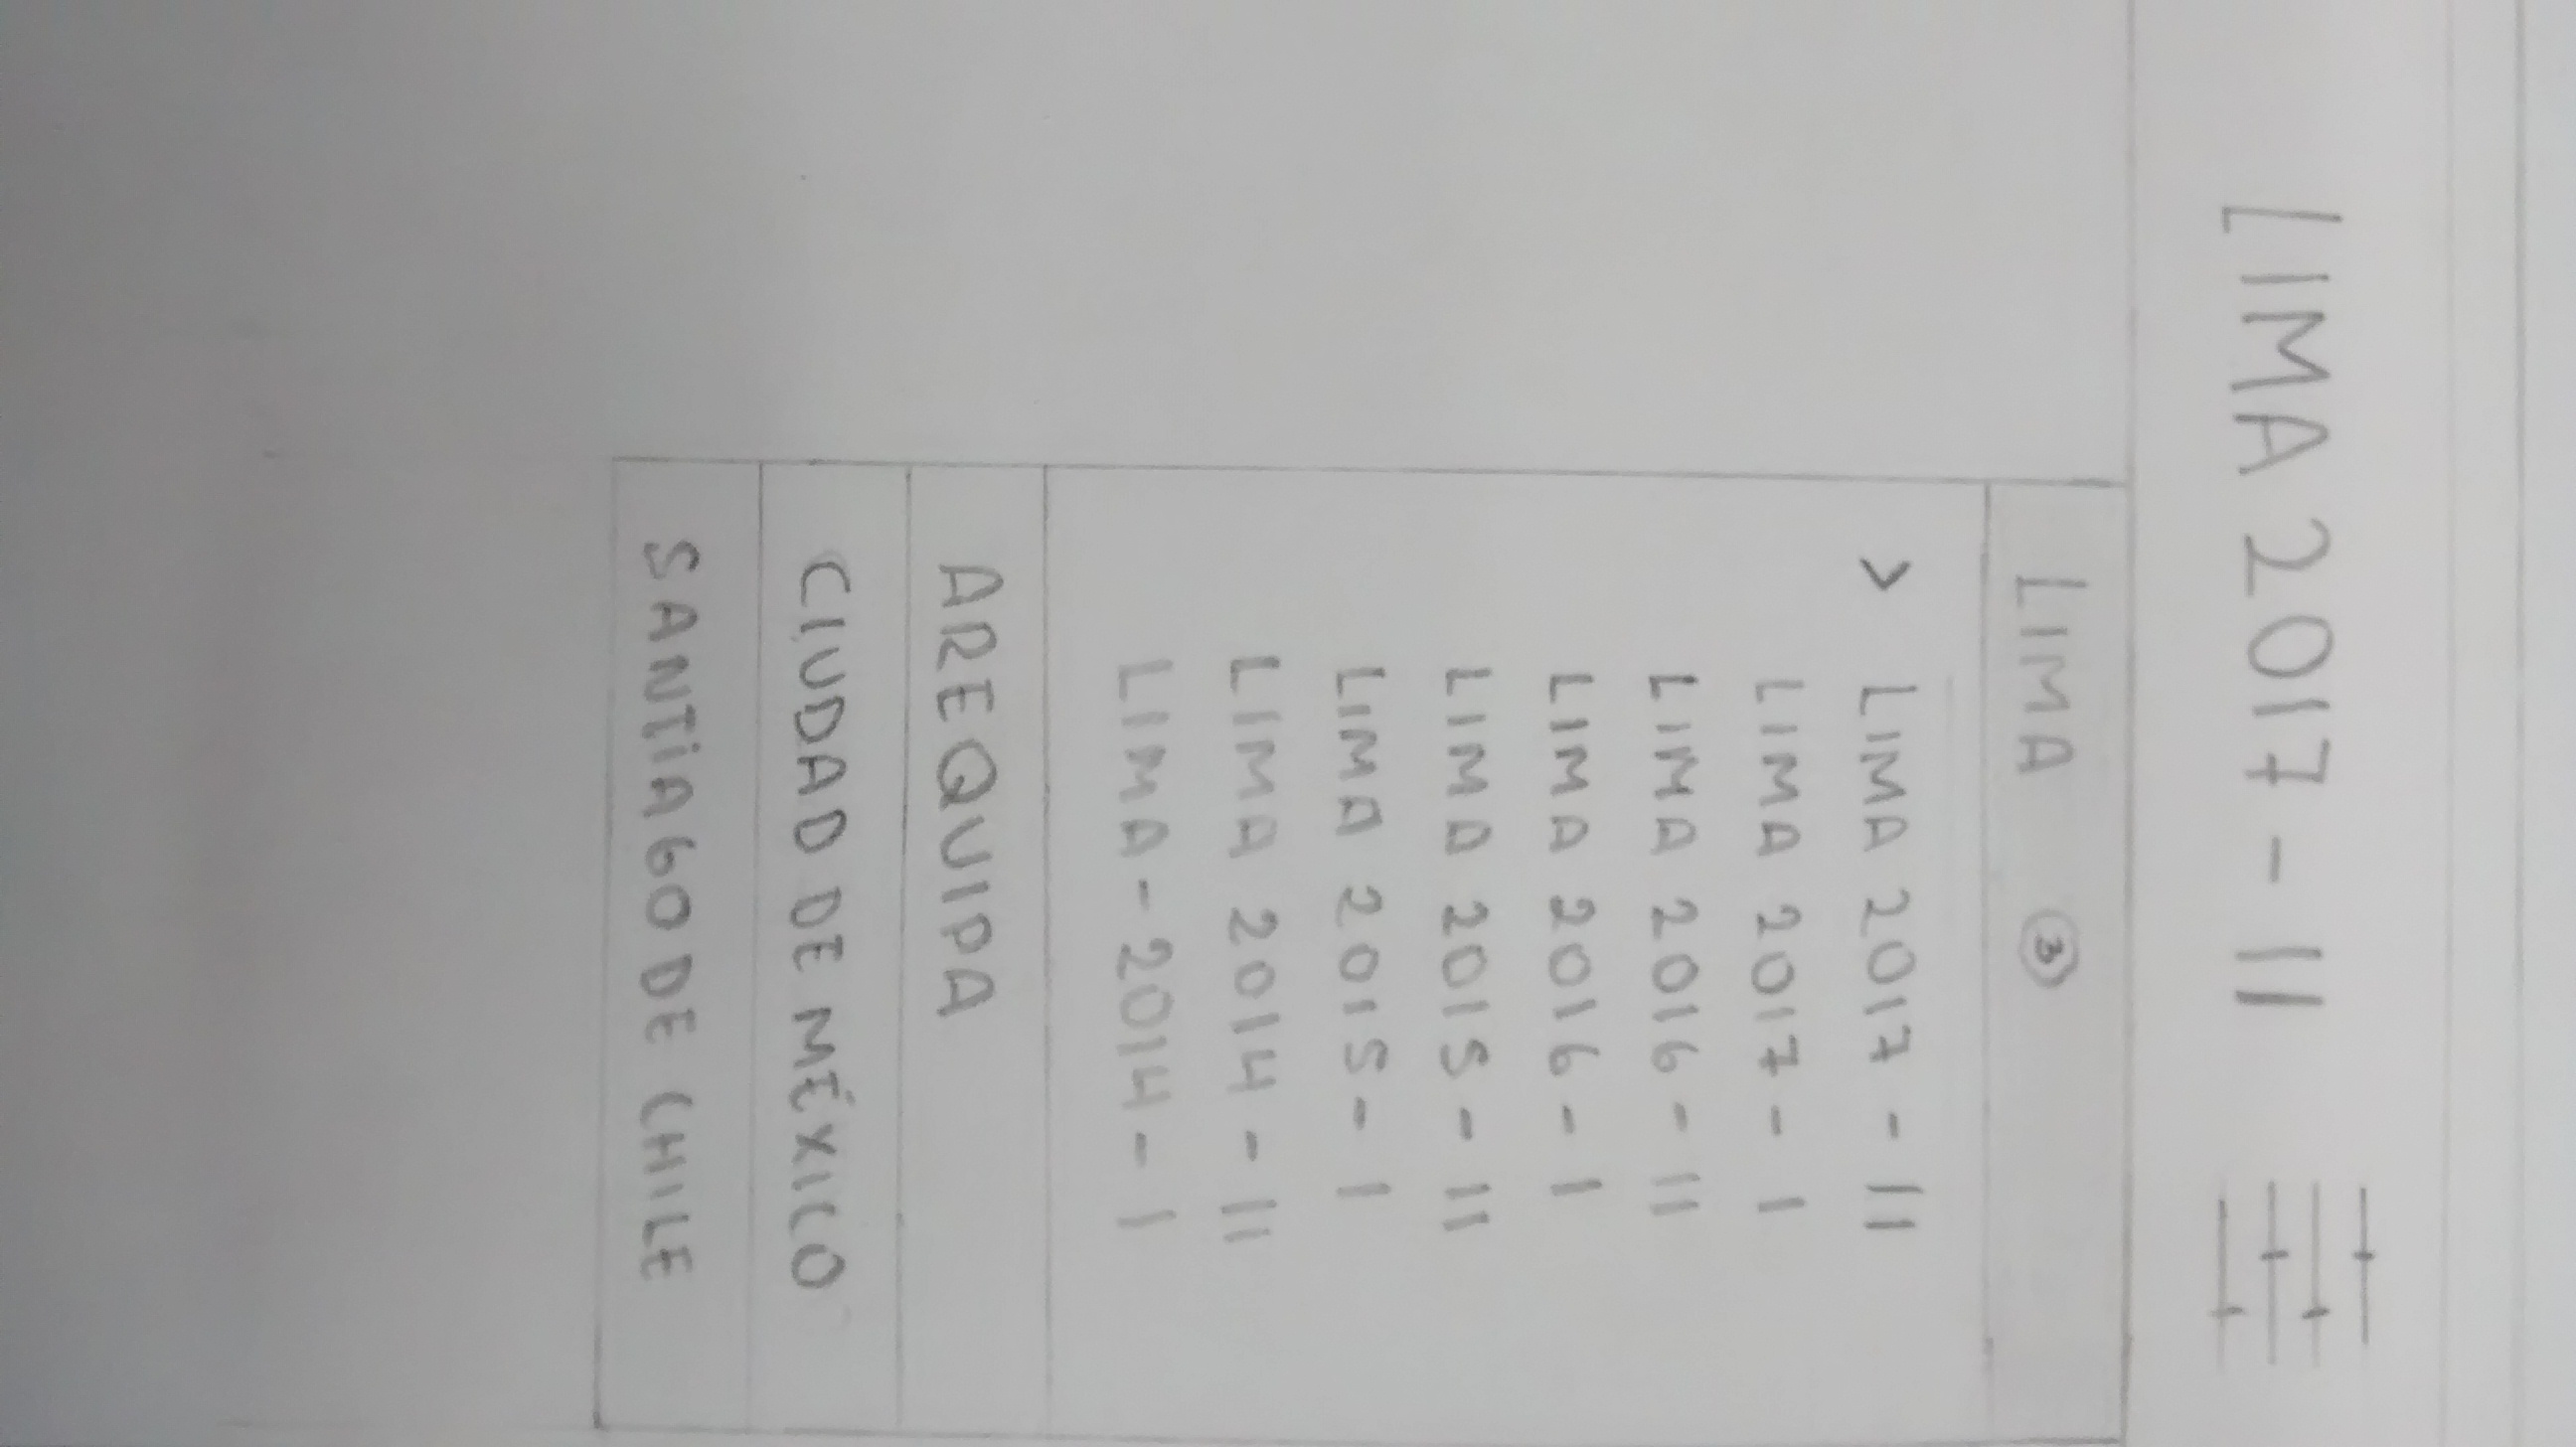 LIMA 2017 - II
LIMA 3
> LIMA 2017 - II
LIMA 2017 - I
LIMA 2016 - II
LIMA 2016 - I
LIMA 2015 - II
LIMA 2015 - I
LIMA 2014 - II
LIMA - 2014 - I
AREQUIPA
CIUDAD DE MÉXICO
SANTIAGO DE CHILE